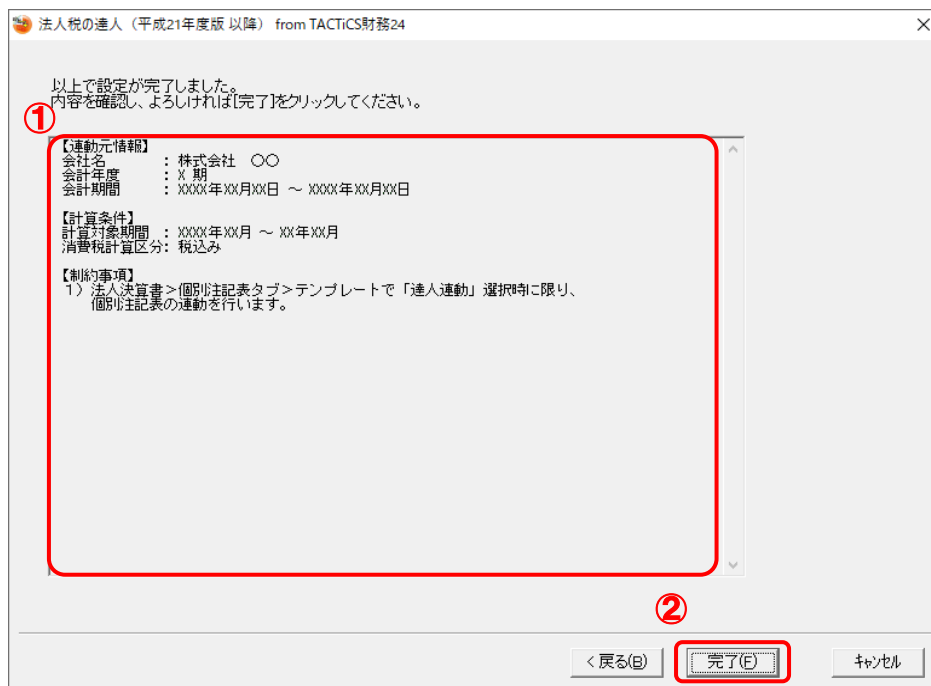 法人税の達人（平成21年度版 以降） from TACTiCS財務24
以上で設定が完了しました。
内容を確認し、よろしければ[完了]をクリックしてください。
①
【連動元情報】
会社名　　　：株式会社　〇〇
会計年度　　：X 期
会計期間　　：XXXX年XX月XX日 ～ XXXX年XX月XX日
【計算条件】
計算対象期間 ：XXXX年XX月 ～ XX年XX月
消費税計算区分：税込み
【制約事項】
１）法人決算書>個別注記表タブ>テンプレートで「達人連動」選択時に限り、
個別注記表の連動を行います。
②
< 戻る(B)　完了(F)　キャンセル